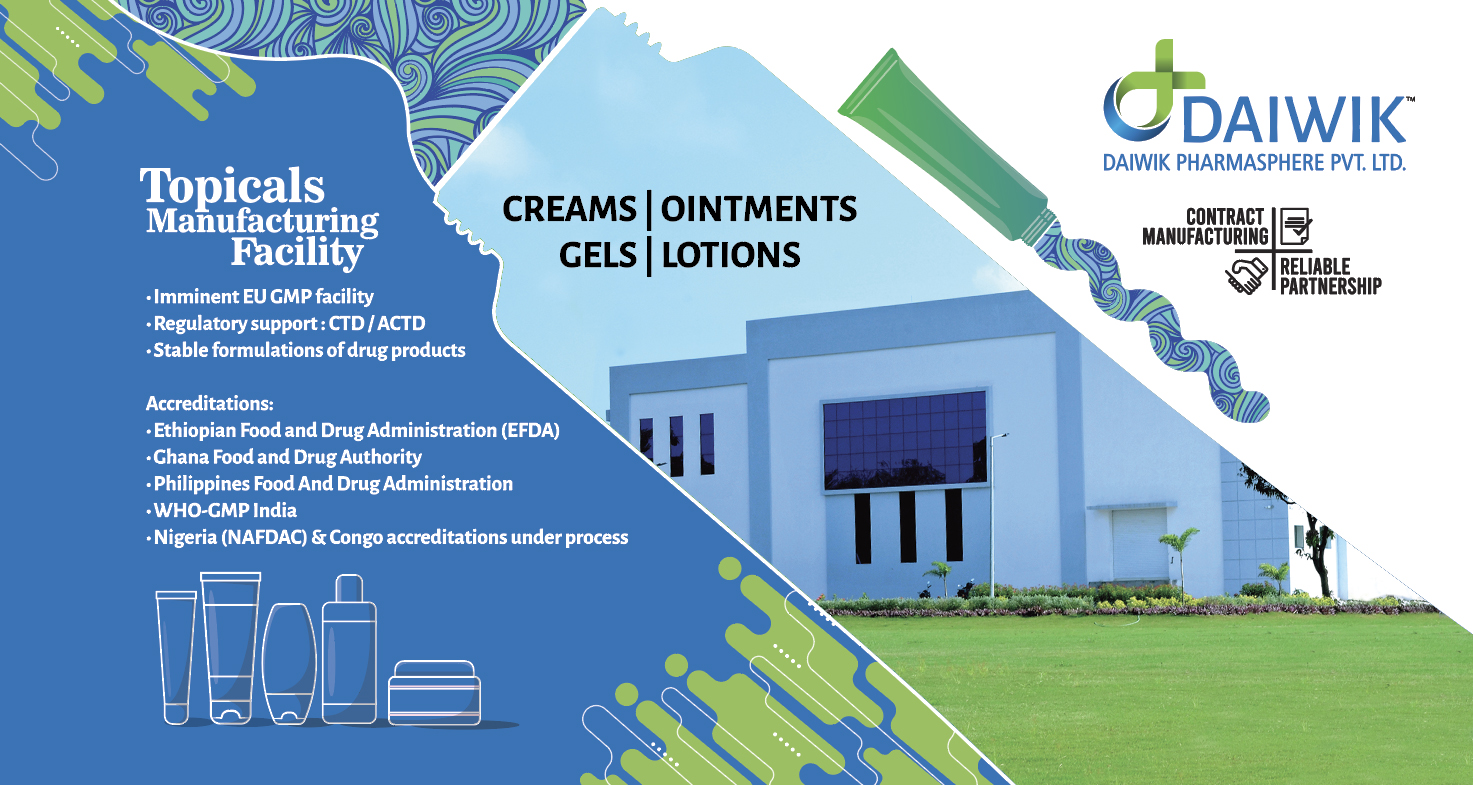 Topicals
Manufacturing
Facility
• Imminent EU GMP facility
• Regulatory support : CTD / ACTD
• Stable formulations of drug products
Accreditations:
• Ethiopian Food and Drug Administration (EFDA)
• Ghana Food and Drug Authority
• Philippines Food And Drug Administration
• WHO-GMP India
• Nigeria (NAFDAC) & Congo accreditations under process
CREAMS | OINTMENTS
GELS | LOTIONS
DAIWIK™
DAIWIK PHARMASPHERE PVT. LTD.
CONTRACT
MANUFACTURING
RELIABLE
PARTNERSHIP